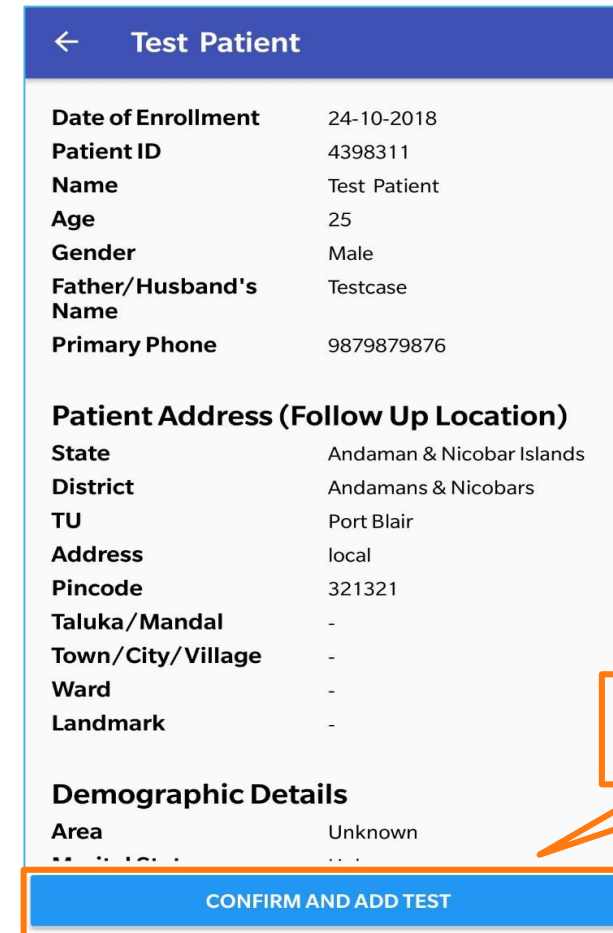 Test Patient
Date of Enrollment 24-10-2018
Patient ID 4398311
Name Test Patient
Age 25
Gender Male
Father/Husband's Testcase
Name
Primary Phone 9879879876
Patient Address (Follow Up Location)
State Andaman & Nicobar Islands
District Andamans & Nicobars
TU Port Blair
Address local
Pincode 321321
Taluka/Mandal -
Town/City/Village -
Ward -
Landmark -
Demographic Details
Area Unknown
CONFIRM AND ADD TEST